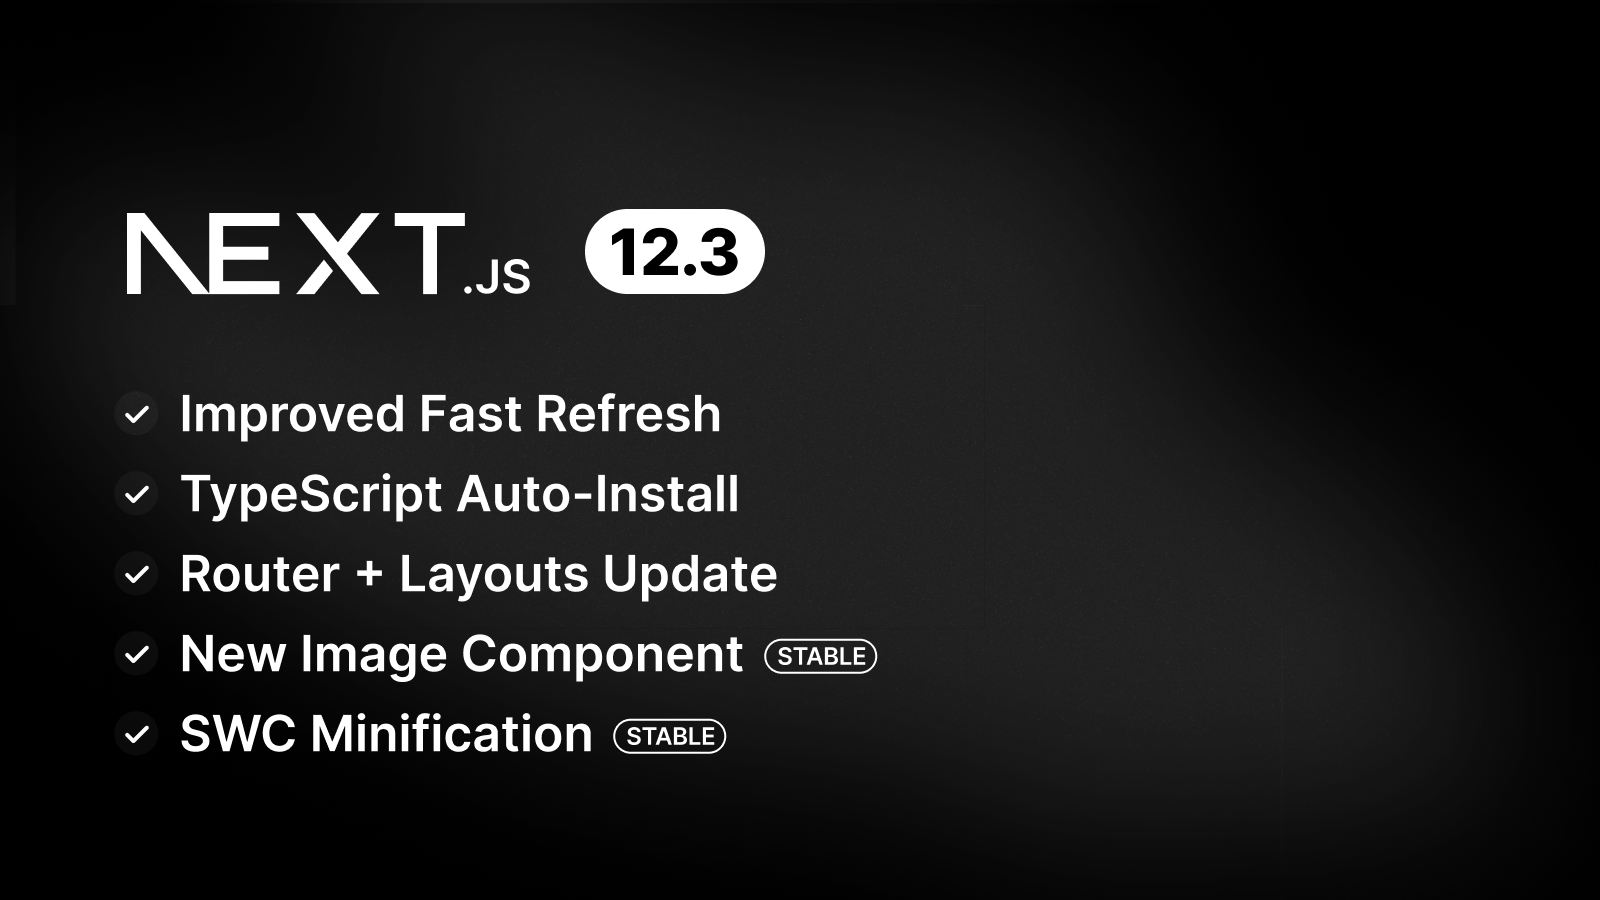 NEXT.JS 12.3
Improved Fast Refresh
TypeScript Auto-Install
Router + Layouts Update
New Image Component STABLE
SWC Minification STABLE